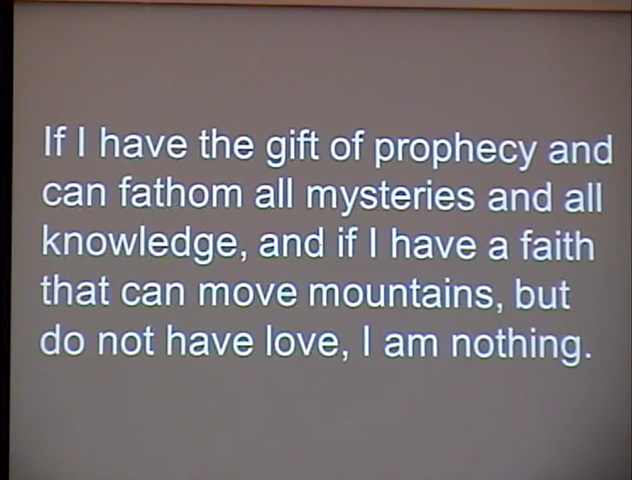 If I have the gift of prophecy and
can fathom all mysteries and all
knowledge, and if I have a faith
that can move mountains, but
do not have love, I am nothing.